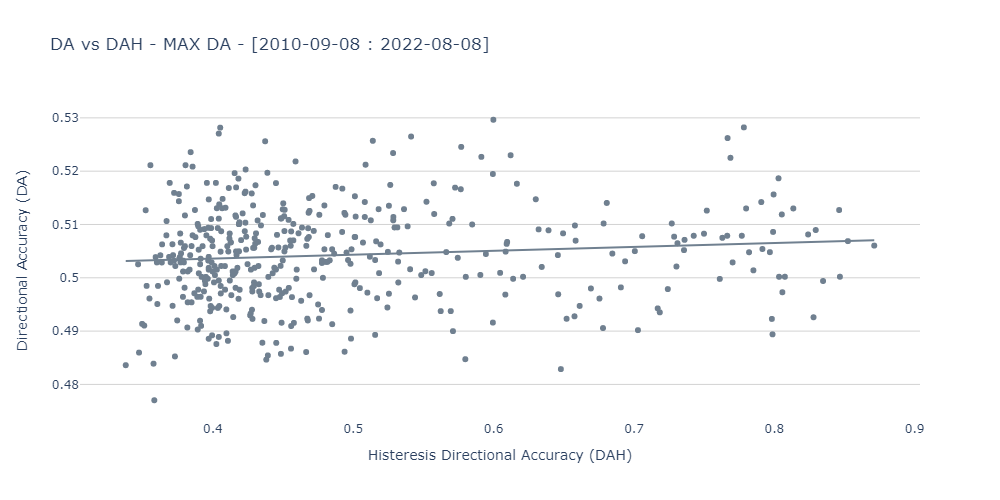 DA vs DAH - MAX DA - [2010-09-08 : 2022-08-08]
0.53
0.52
0.51
0.5
0.49
0.48
Directional Accuracy (DA)
0.4 0.5 0.6 0.7 0.8 0.9
Histeresis Directional Accuracy (DAH)